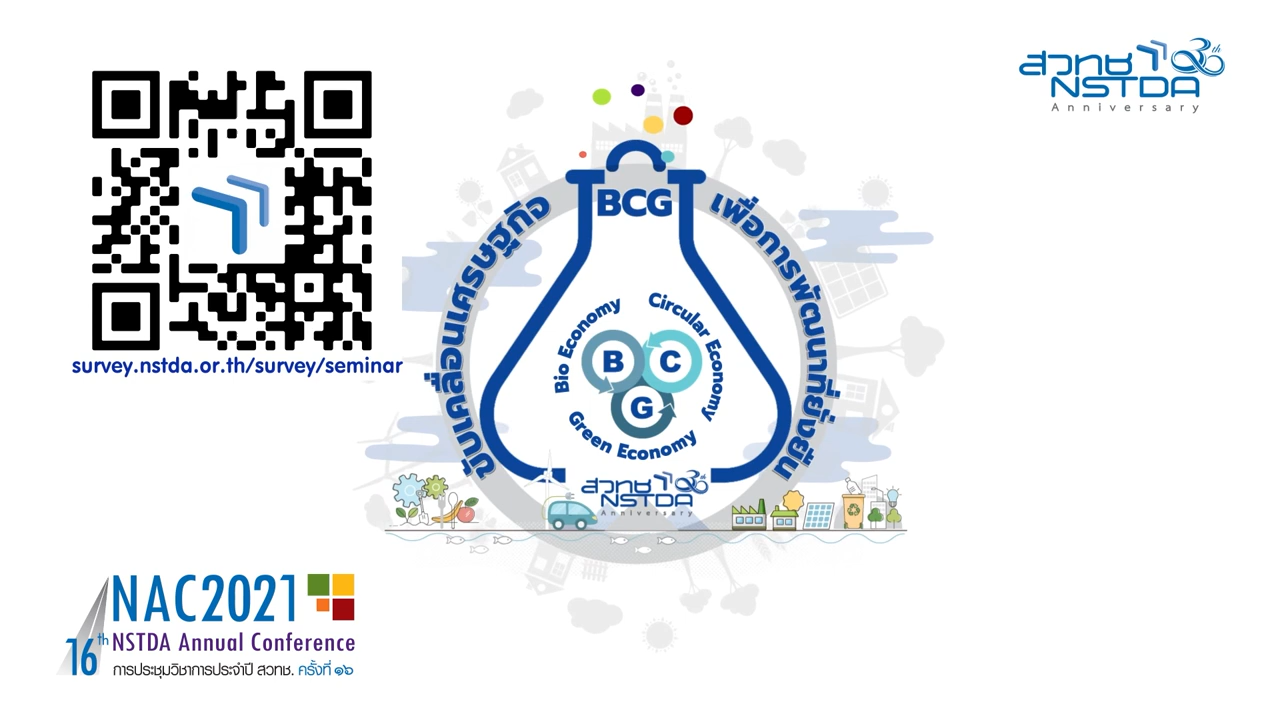 สวทช 30th
NSTDA
Anniversary
survey.nstda.or.th/survey/seminar
BCG
ขับเคลื่อนเศรษฐกิจ
เพื่อการพัฒนาที่ยั่งยืน
Bio Economy
Circular Economy
B
C
G
Green Economy
สวทช 30th
NSTDA
Anniversary
NAC2021
16th NSTDA Annual Conference
การประชุมวิชาการประจำปี สวทช. ครั้งที่ ๑๖